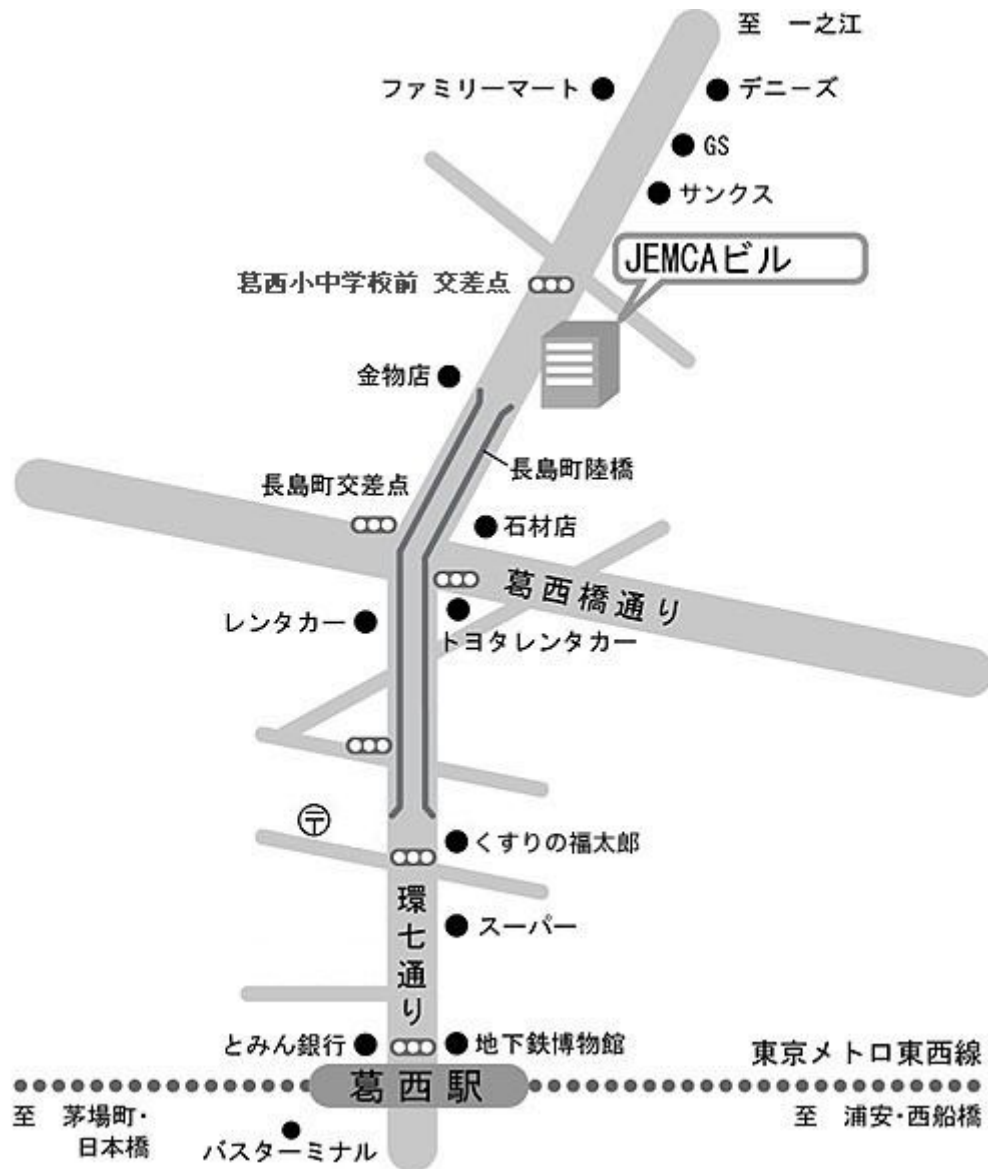 至 一之江
ファミリーマート
デニーズ
GS
サンクス
JEMCAビル
葛西小中学校前 交差点
金物店
長島町陸橋
長島町交差点
石材店
葛西橋通り
レンタカー
トヨタレンタカー
〒
くすりの福太郎
環七通り
スーパー
とみん銀行
地下鉄博物館
東京メトロ東西線
葛西駅
至 茅場町・
日本橋
至 浦安・西船橋
バスターミナル